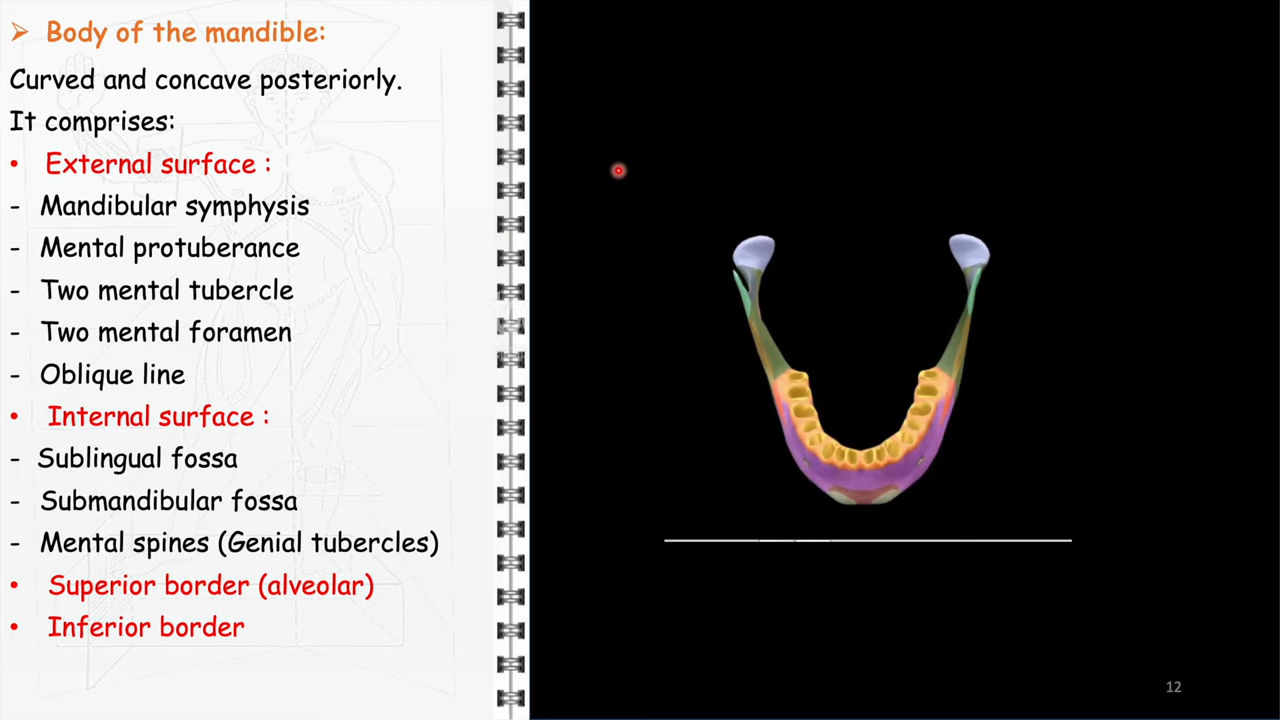 ➢ Body of the mandible:
Curved and concave posteriorly.
It comprises:
• External surface :
- Mandibular symphysis
- Mental protuberance
- Two mental tubercle
- Two mental foramen
- Oblique line
• Internal surface :
- Sublingual fossa
- Submandibular fossa
- Mental spines (Genial tubercles)
• Superior border (alveolar)
• Inferior border
12